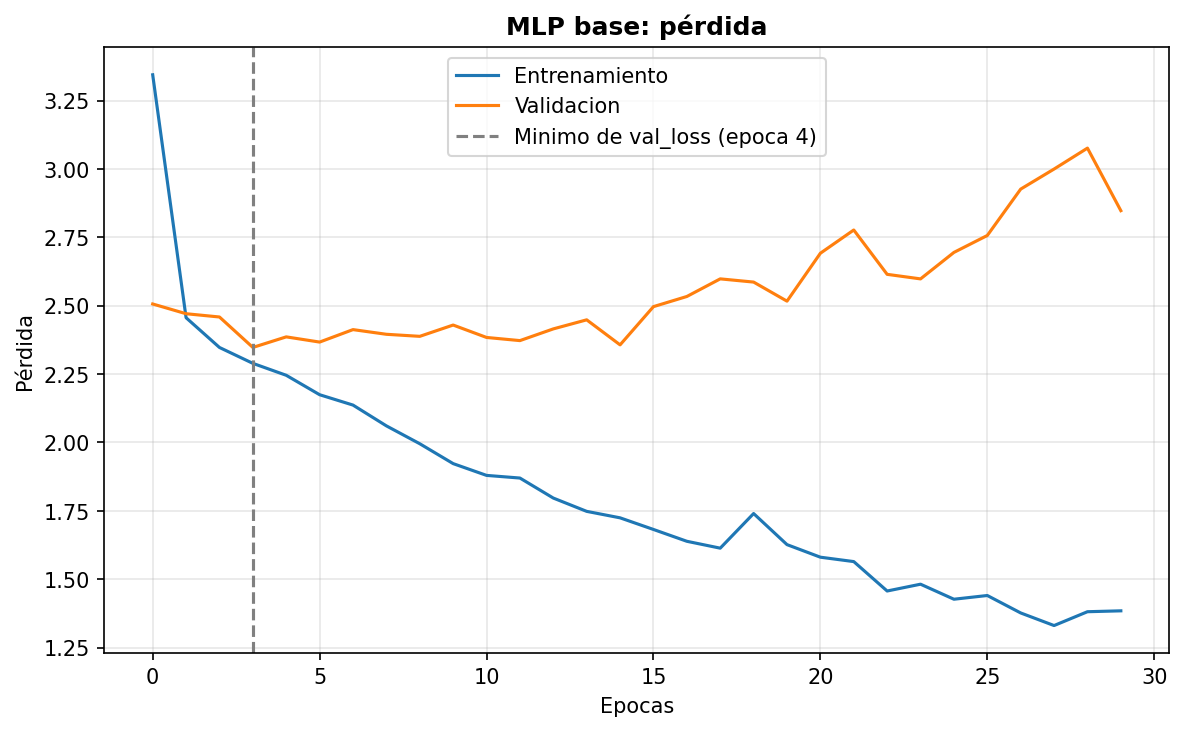 MLP base: pérdida
Entrenamiento
Validacion
Minimo de val_loss (epoca 4)
Pérdida
3.25
3.00
2.75
2.50
2.25
2.00
1.75
1.50
1.25
0 5 10 15 20 25 30
Epocas